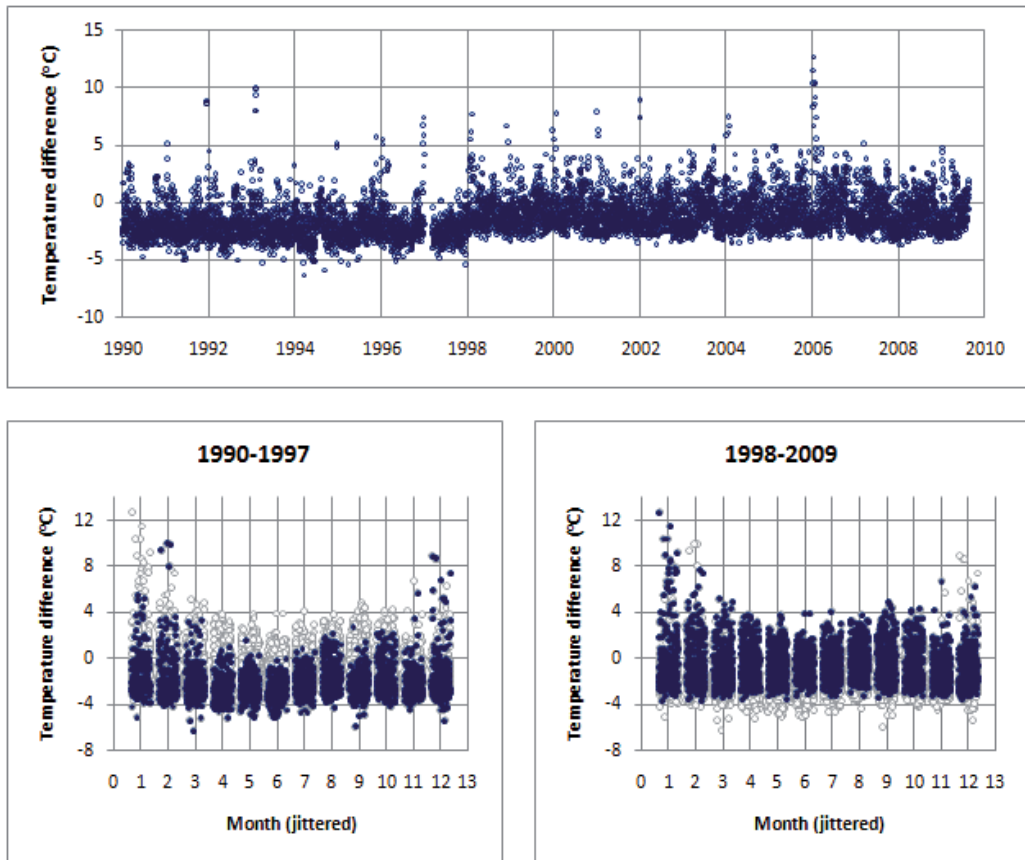 Temperature difference (°C)
15
10
5
0
-5
-10
1990 1992 1994 1996 1998 2000 2002 2004 2006 2008 2010
1990-1997
Temperature difference (°C)
12
8
4
0
-4
-8
0 1 2 3 4 5 6 7 8 9 10 11 12 13
Month (jittered)
1998-2009
Temperature difference (°C)
12
8
4
0
-4
-8
0 1 2 3 4 5 6 7 8 9 10 11 12 13
Month (jittered)